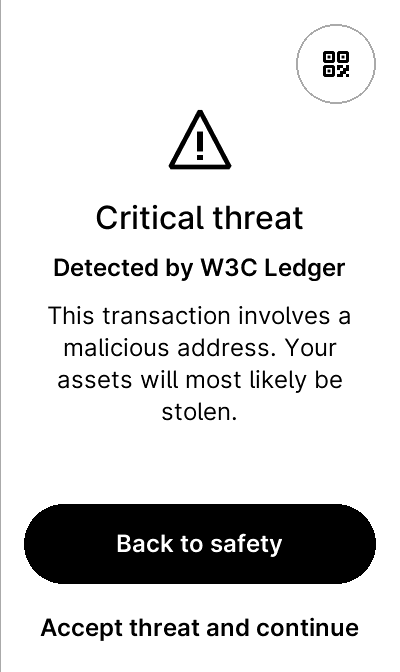 Critical threat
Detected by W3C Ledger
This transaction involves a
malicious address. Your
assets will most likely be
stolen.
Back to safety
Accept threat and continue